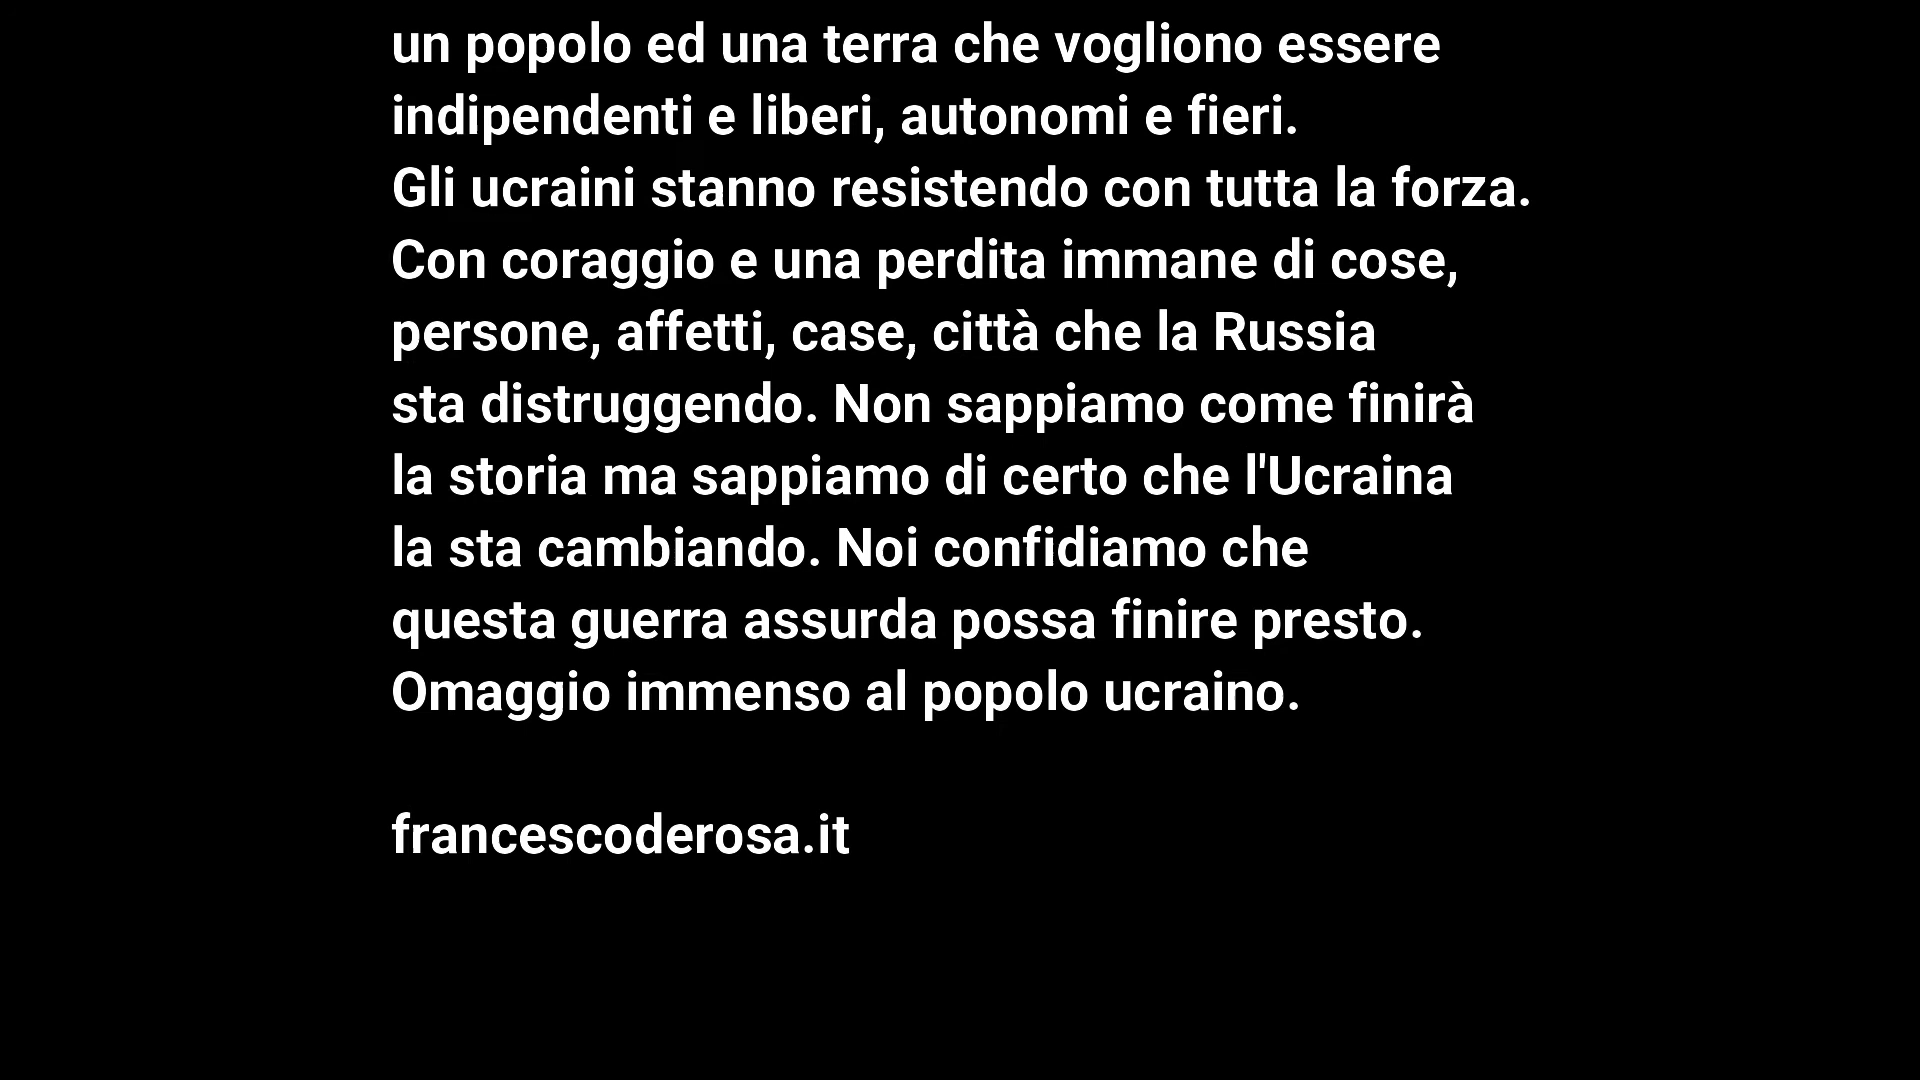 un popolo ed una terra che vogliono essere
indipendenti e liberi, autonomi e fieri.
Gli ucraini stanno resistendo con tutta la forza.
Con coraggio e una perdita immane di cose,
persone, affetti, case, città che la Russia
sta distruggendo. Non sappiamo come finirà
la storia ma sappiamo di certo che l'Ucraina
la sta cambiando. Noi confidiamo che
questa guerra assurda possa finire presto.
Omaggio immenso al popolo ucraino.
francescoderosa.it